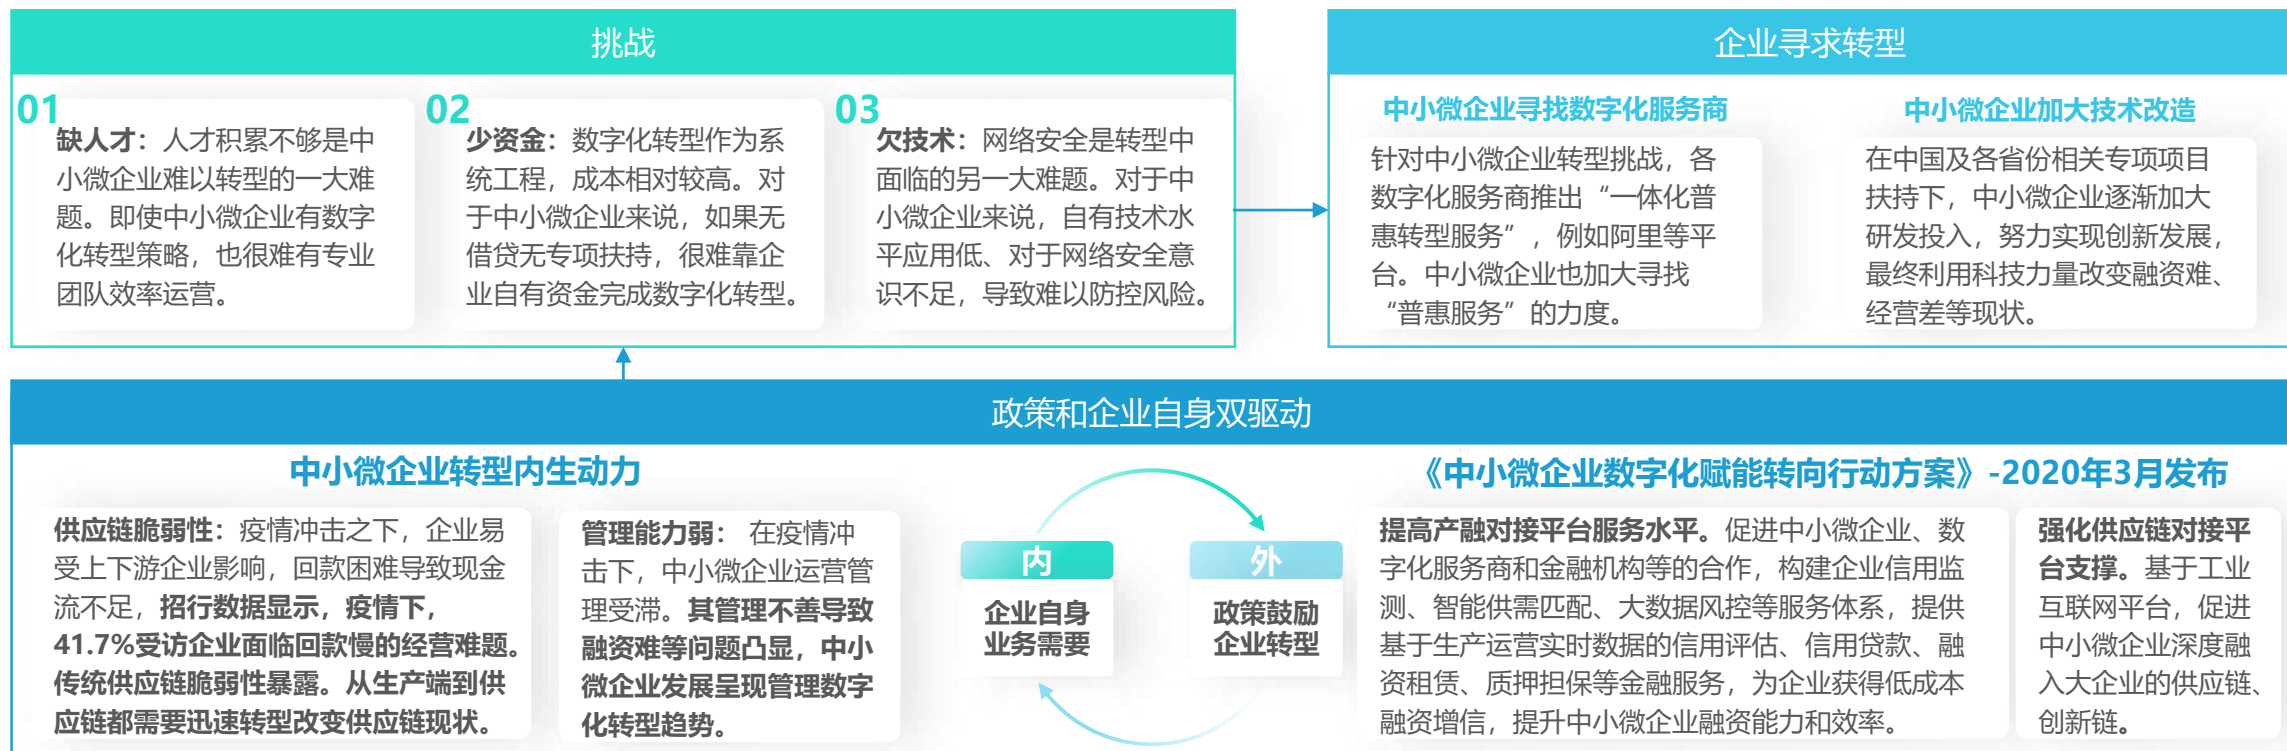 挑战
01
缺人才：人才积累不够是中
小微企业难以转型的一大难
题。即使中小微企业有数字
化转型策略，也很难有专业
团队效率运营。
02
少资金：数字化转型作为系
统工程，成本相对较高。对
于中小微企业来说，如果无
借贷无专项扶持，很难靠企
业自有资金完成数字化转型。
03
欠技术：网络安全是转型中
面临的另一大难题。对于中
小微企业来说，自有技术水
平应用低、对于网络安全意
识不足，导致难以防控风险。
企业寻求转型
中小微企业寻找数字化服务商
针对中小微企业转型挑战，各
数字化服务商推出“一体化普
惠转型服务”，例如阿里等平
台。中小微企业也加大寻找
“普惠服务”的力度。
中小微企业加大技术改造
在中国及各省份相关专项项目
扶持下，中小微企业逐渐加大
研发投入，努力实现创新发展，
最终利用科技力量改变融资难、
经营差等现状。
政策和企业自身双驱动
中小微企业转型内生动力
供应链脆弱性：疫情冲击之下，企业易
受上下游企业影响，回款困难导致现金
流不足，招行数据显示，疫情下，
41.7%受访企业面临回款慢的经营难题。
传统供应链脆弱性暴露。从生产端到供
应链都需要迅速转型改变供应链现状。
管理能力弱： 在疫情冲
击下，中小微企业运营管
理受滞。其管理不善导致
融资难等问题凸显，中小
微企业发展呈现管理数字
化转型趋势。
内
企业自身
业务需要
外
政策鼓励
企业转型
《中小微企业数字化赋能转向行动方案》-2020年3月发布
提高产融对接平台服务水平。促进中小微企业、数
字化服务商和金融机构等的合作，构建企业信用监
测、智能供需匹配、大数据风控等服务体系，提供
基于生产运营实时数据的信用评估、信用贷款、融
资租赁、质押担保等金融服务，为企业获得低成本
融资增信，提升中小微企业融资能力和效率。
强化供应链对接平
台支撑。基于工业
互联网平台，促进
中小微企业深度融
入大企业的供应链、
创新链。